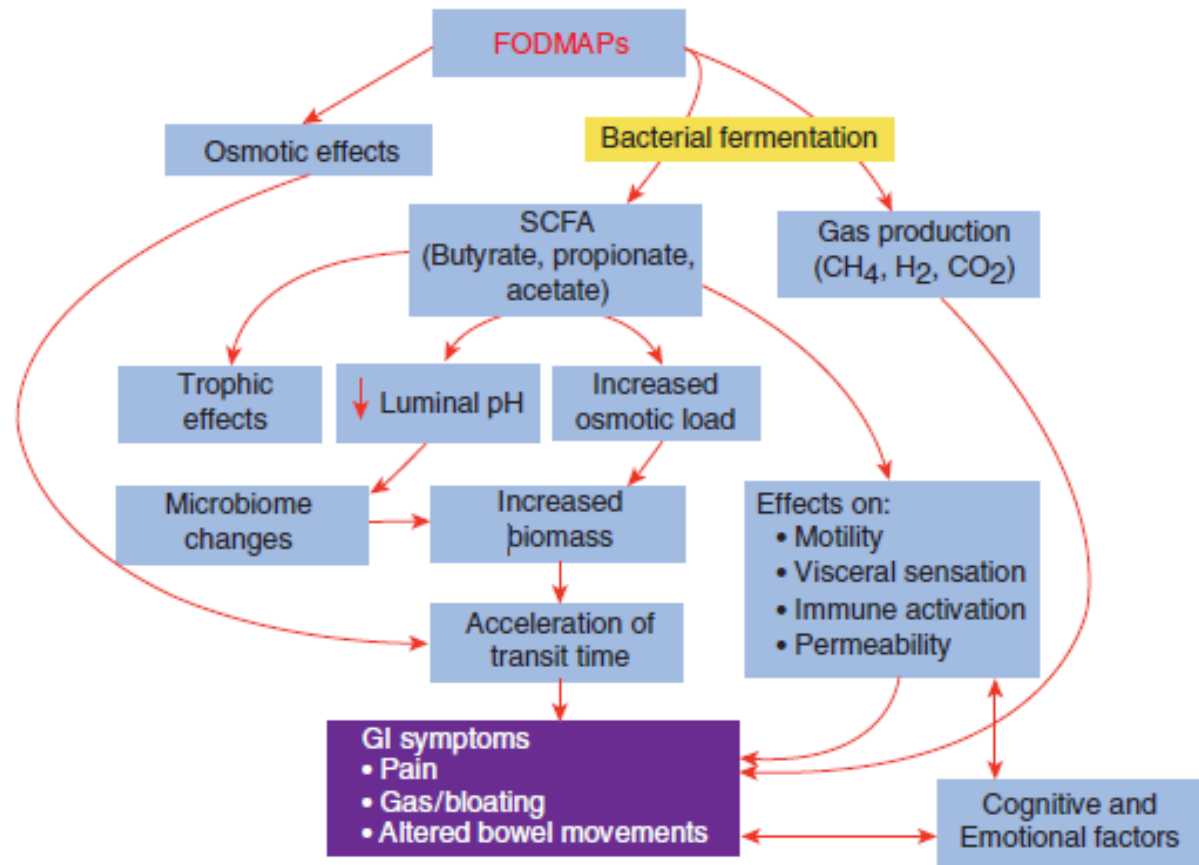 FODMAPs
Osmotic effects
Bacterial fermentation
SCFA
(Butyrate, propionate,
acetate)
Gas production
(CH4, H2, CO2)
Trophic
effects
↓ Luminal pH
Increased
osmotic load
Microbiome
changes
Increased
biomass
Effects on:
• Motility
• Visceral sensation
• Immune activation
• Permeability
Acceleration of
transit time
GI symptoms
• Pain
• Gas/bloating
• Altered bowel movements
Cognitive and
Emotional factors